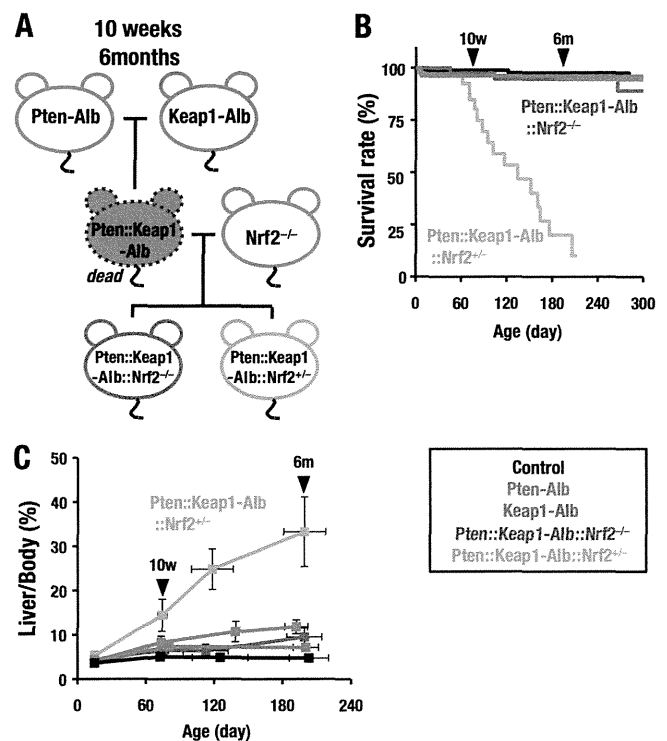 A
10 weeks
6months
Pten-Alb
Keap1-Alb
Pten::Keap1
-Alb
dead
Nrf2–/–
Pten::Keap1
-Alb::Nrf2–/–
Pten::Keap1
-Alb::Nrf2+/–
B
10w
6m
100
75
50
25
0
Survival rate (%)
Pten::Keap1-Alb
::Nrf2–/–
Pten::Keap1-Alb
::Nrf2+/–
0
60
120
180
240
300
Age (day)
C
50
40
30
20
10
0
Liver/Body (%)
Pten::Keap1-Alb
::Nrf2+/–
10w
6m
0
60
120
180
240
Age (day)
Control
Pten-Alb
Keap1-Alb
Pten::Keap1-Alb::Nrf2–/–
Pten::Keap1-Alb::Nrf2+/–